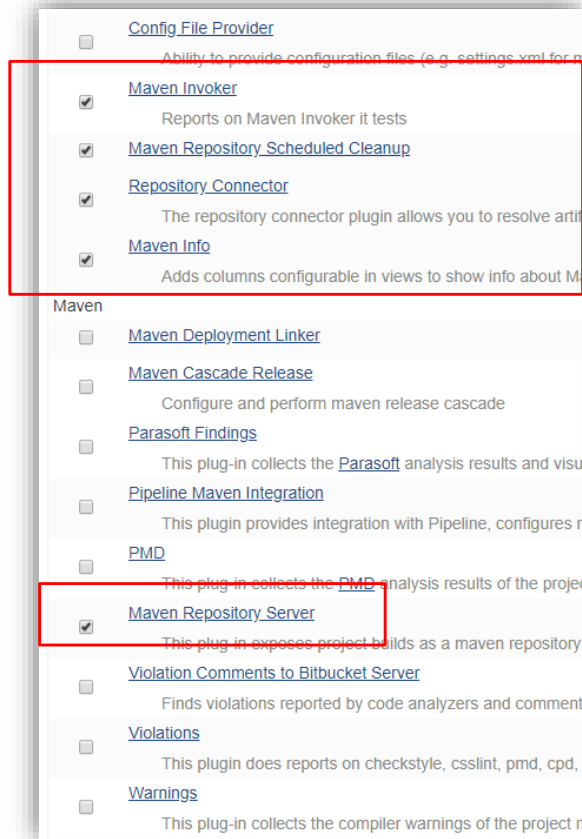 Config File Provider
Ability to provide configuration files (e.g. settings.xml for m
Maven Invoker
Reports on Maven Invoker it tests
Maven Repository Scheduled Cleanup
Repository Connector
The repository connector plugin allows you to resolve artif
Maven Info
Adds columns configurable in views to show info about Ma
Maven
Maven Deployment Linker
Maven Cascade Release
Configure and perform maven release cascade
Parasoft Findings
This plug-in collects the Parasoft analysis results and visu
Pipeline Maven Integration
This plugin provides integration with Pipeline, configures m
PMD
This plug-in collects the PMD analysis results of the projec
Maven Repository Server
This plug-in exposes project builds as a maven repository
Violation Comments to Bitbucket Server
Finds violations reported by code analyzers and comment
Violations
This plugin does reports on checkstyle, csslint, pmd, cpd,
Warnings
This plug-in collects the compiler warnings of the project m